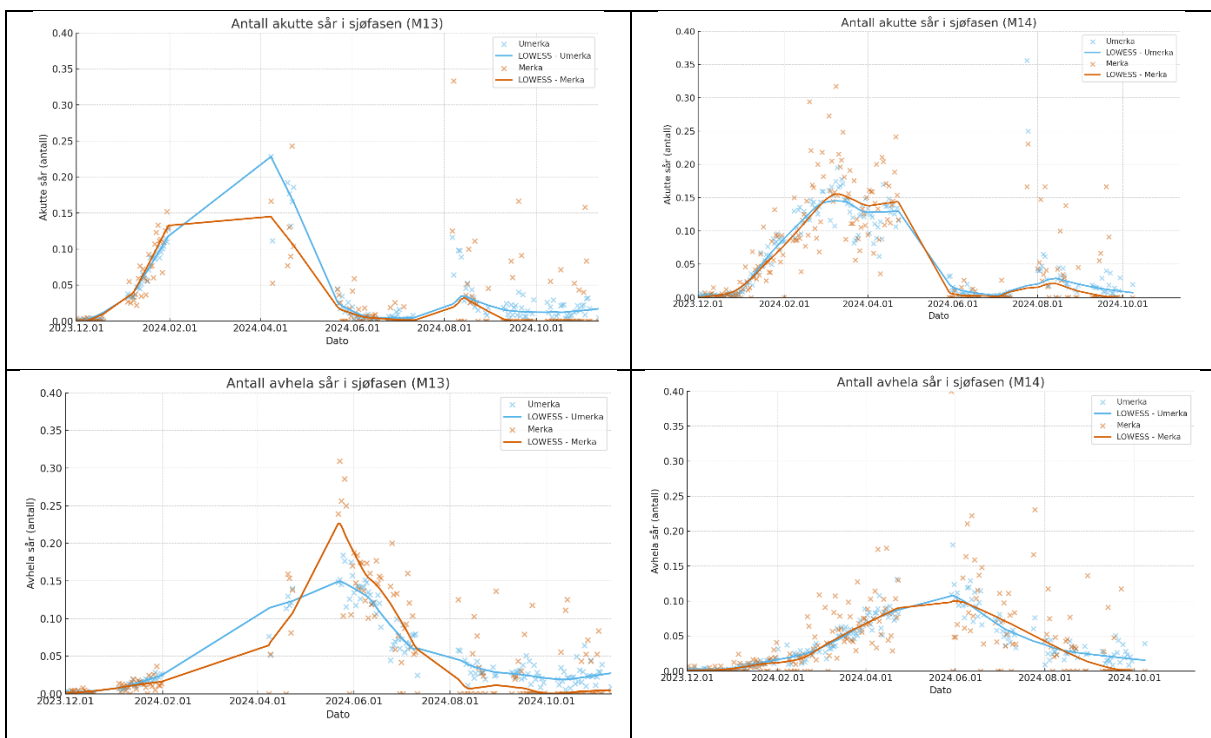 Antall akutte sår i sjøfasen (M13)
Umerka
LOWESS - Umerka
Merka
LOWESS - Merka
Akutte sår (antall)
0.40
0.35
0.30
0.25
0.20
0.15
0.10
0.05
0.00
2023.12.01 2024.02.01 2024.04.01 2024.06.01 2024.08.01 2024.10.01
Dato
Antall akutte sår i sjøfasen (M14)
Umerka
LOWESS - Umerka
Merka
LOWESS - Merka
Akutte sår (antall)
0.40
0.35
0.30
0.25
0.20
0.15
0.10
0.05
0.00
2023.12.01 2024.02.01 2024.04.01 2024.06.01 2024.08.01 2024.10.01
Dato
Antall avhela sår i sjøfasen (M13)
Umerka
LOWESS - Umerka
Merka
LOWESS - Merka
Avhela sår (antall)
0.40
0.35
0.30
0.25
0.20
0.15
0.10
0.05
0.00
2023.12.01 2024.02.01 2024.04.01 2024.06.01 2024.08.01 2024.10.01
Dato
Antall avhela sår i sjøfasen (M14)
Umerka
LOWESS - Umerka
Merka
LOWESS - Merka
Avhela sår (antall)
0.40
0.35
0.30
0.25
0.20
0.15
0.10
0.05
0.00
2023.12.01 2024.02.01 2024.04.01 2024.06.01 2024.08.01 2024.10.01
Dato